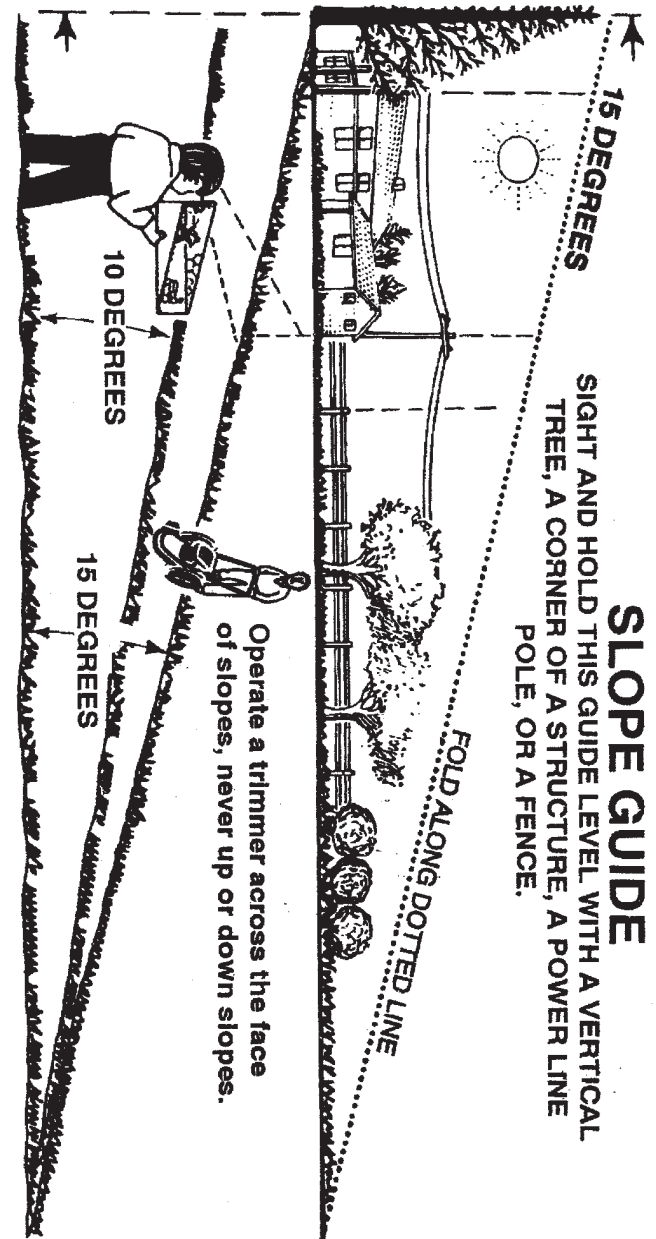 SLOPE GUIDE
SIGHT AND HOLD THIS GUIDE LEVEL WITH A VERTICAL
TREE, A CORNER OF A STRUCTURE, A POWER LINE
POLE, OR A FENCE.
15 DEGREES
FOLD ALONG DOTTED LINE
Operate a trimmer across the face
of slopes, never up or down slopes.
10 DEGREES
15 DEGREES